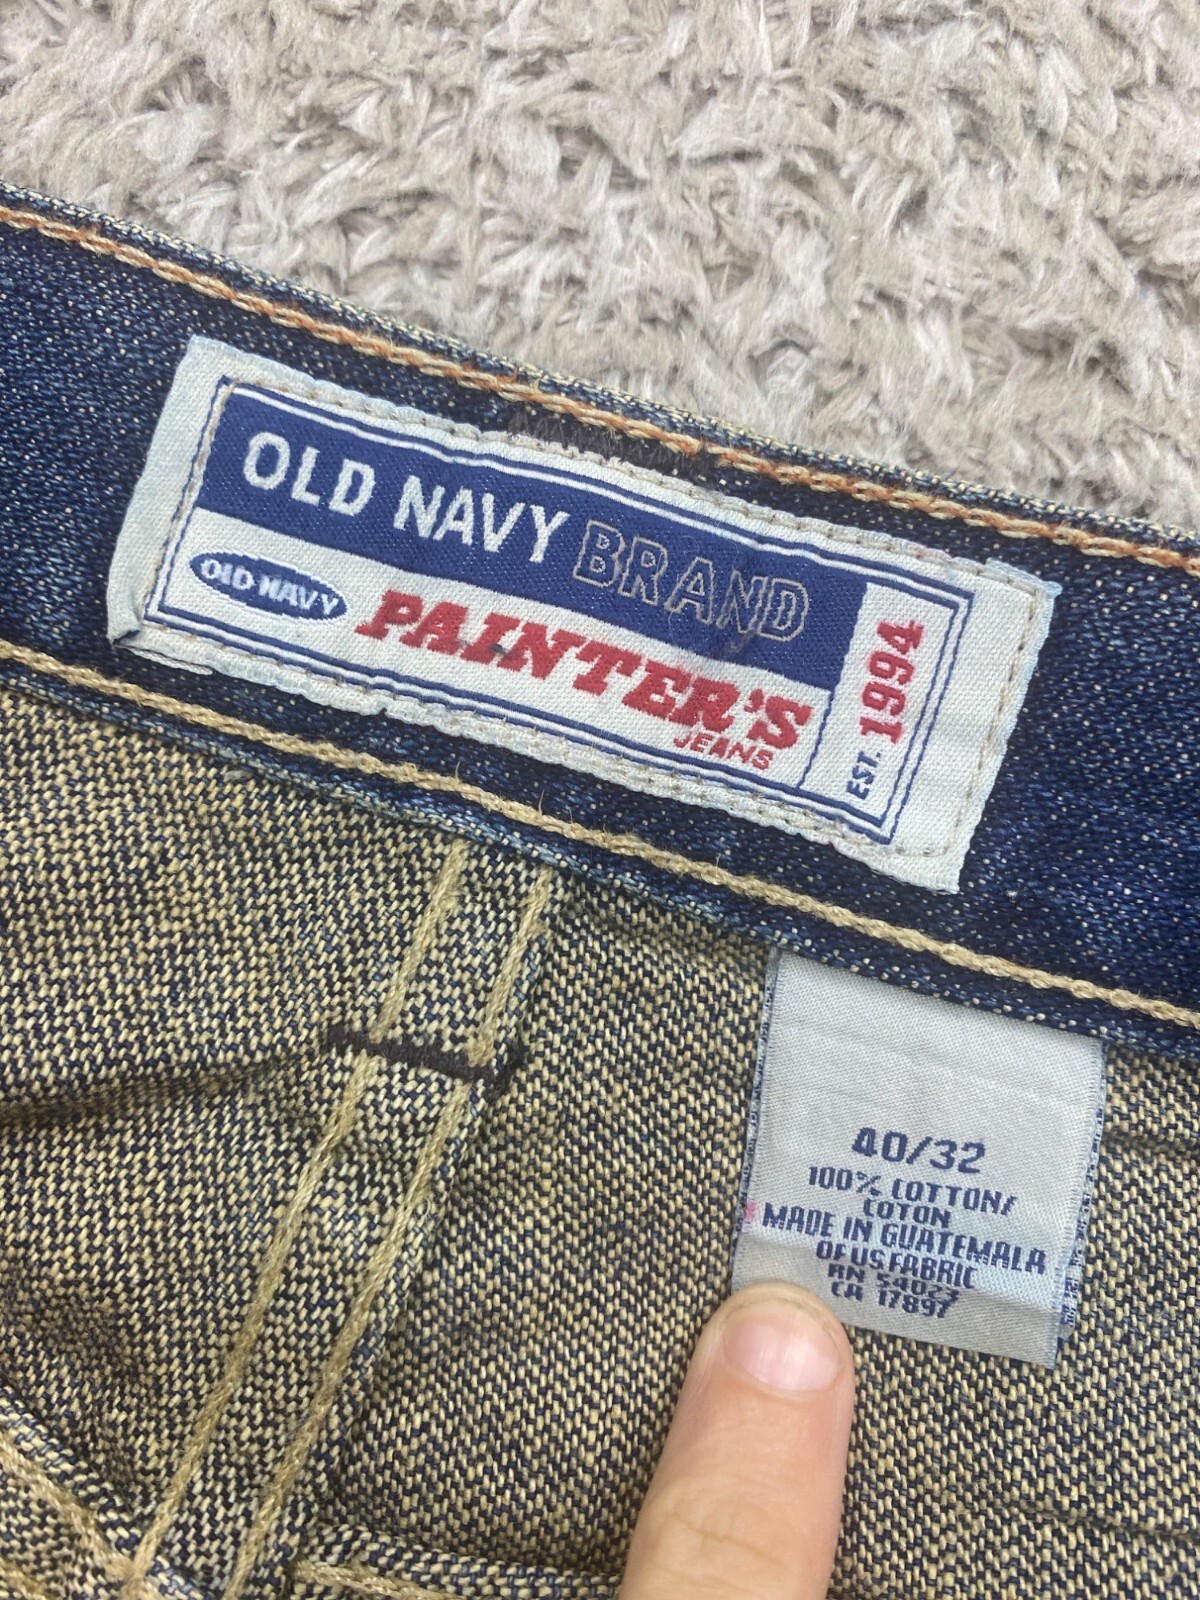 OLD NAVY BRAND
OLD NAVY
PAINTER'S
JEANS
EST. 1994
40/32
100% COTTON/
COTON
MADE IN GUATEMALA
OF US FABRIC
RN 54023
CA 17897